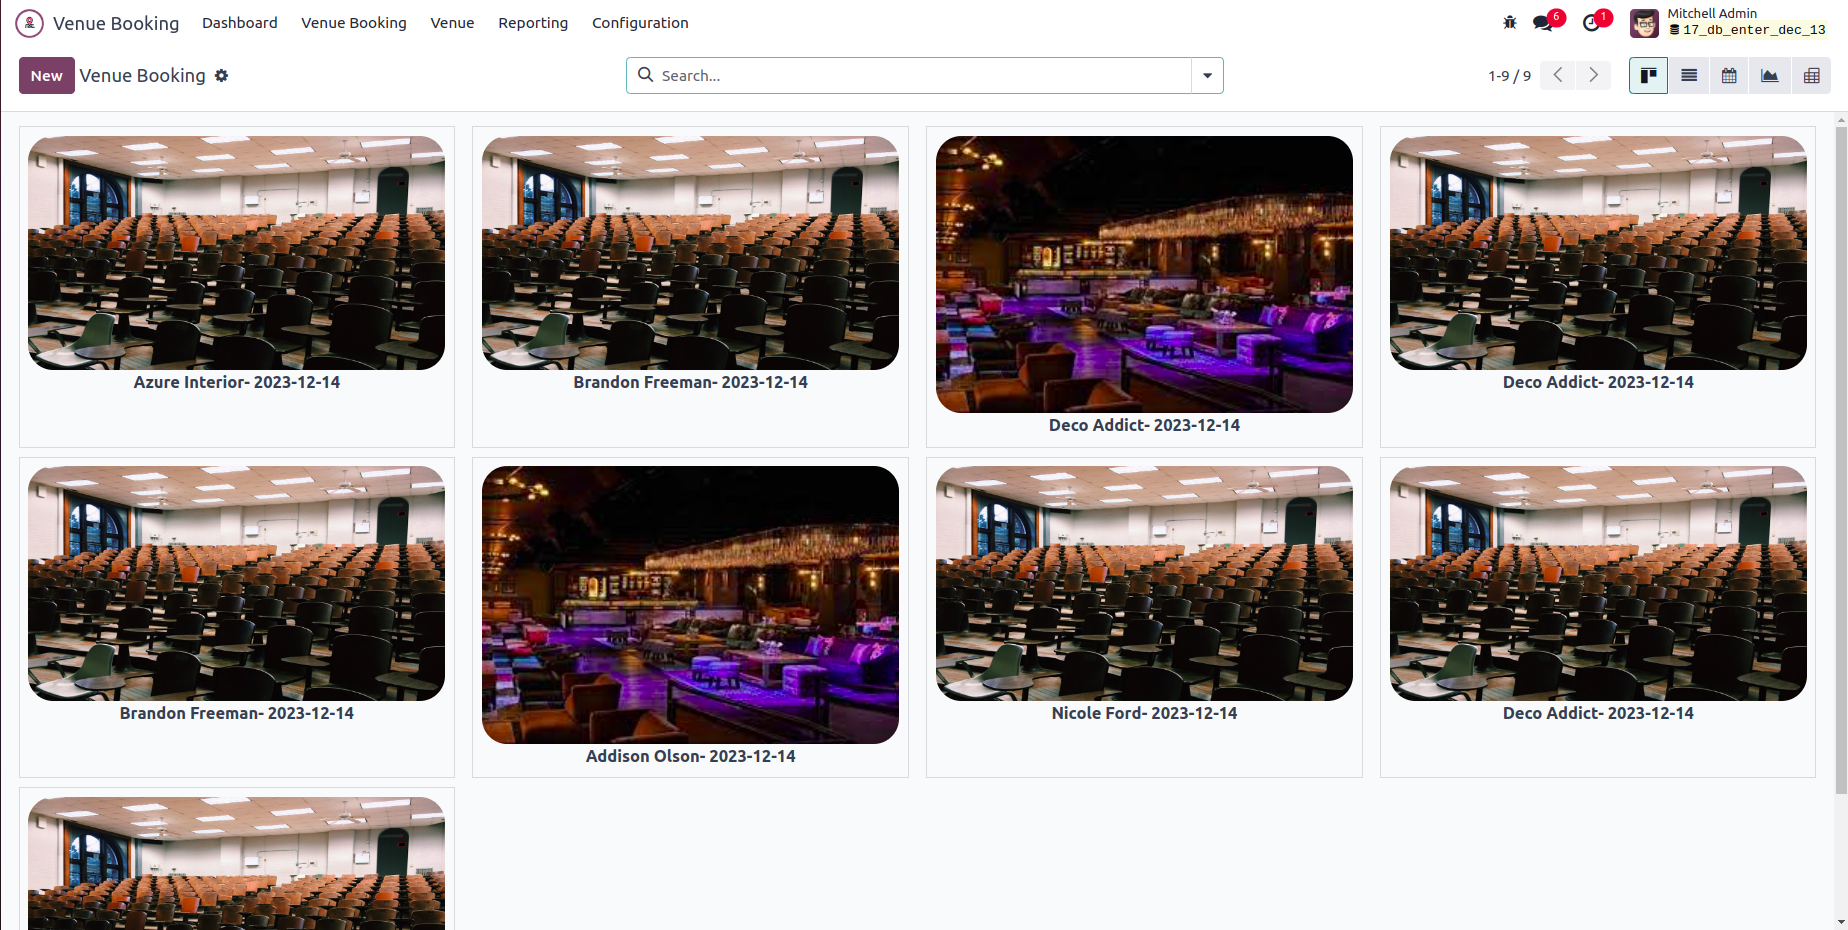 Venue Booking Dashboard Venue Booking Venue Reporting Configuration 6 1 Mitchell Admin
17_db_enter_dec_13
New Venue Booking Search... 1-9 / 9
Azure Interior- 2023-12-14
Brandon Freeman- 2023-12-14
Deco Addict- 2023-12-14
Deco Addict- 2023-12-14
Brandon Freeman- 2023-12-14
Addison Olson- 2023-12-14
Nicole Ford- 2023-12-14
Deco Addict- 2023-12-14